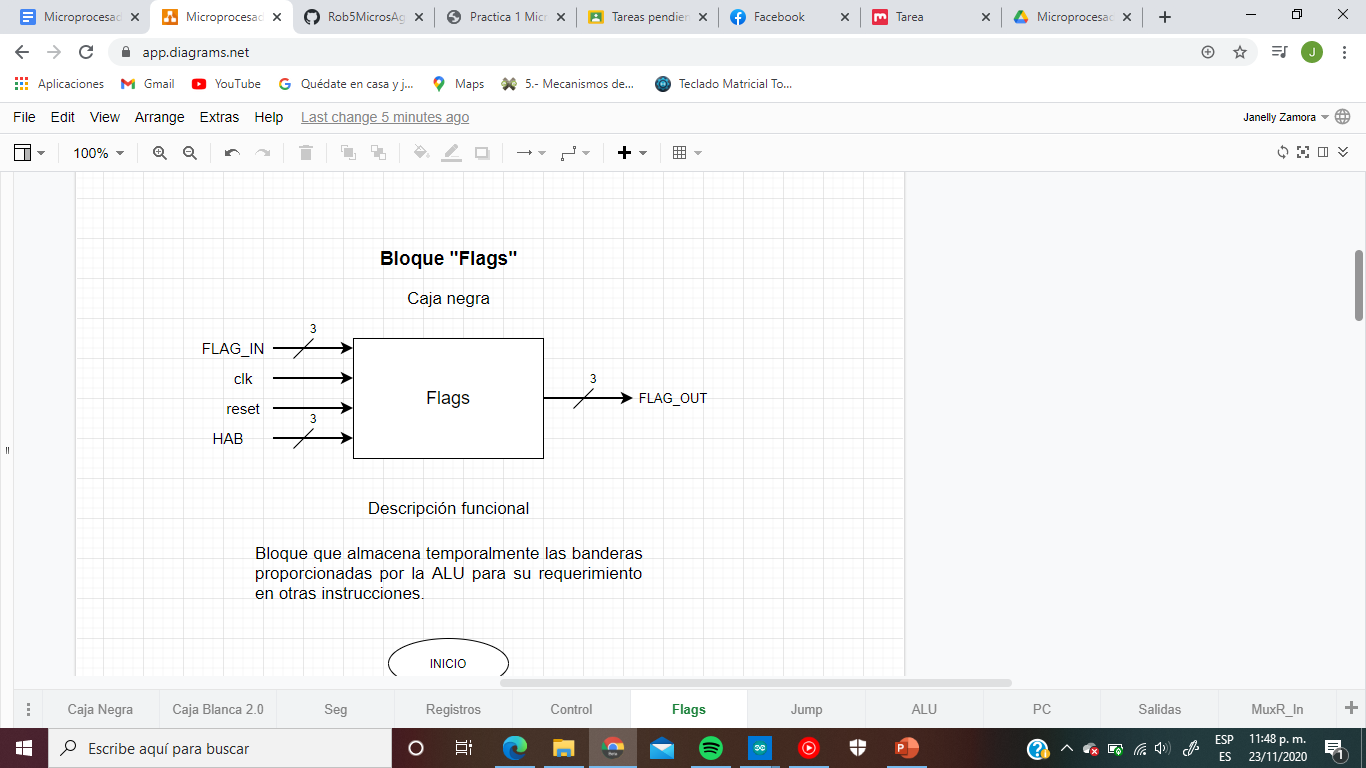 Microprocesad
Microprocesad
Rob5MicrosAg
Practica 1 Micr
Tareas pendien
Facebook
Tarea
Microprocesad
app.diagrams.net
J
Aplicaciones
Gmail
YouTube
Quédate en casa y j...
Maps
5.- Mecanismos de...
Teclado Matricial To...
File Edit View Arrange Extras Help Last change 5 minutes ago
Janelly Zamora
100%
Bloque "Flags"
Caja negra
3
FLAG_IN
clk
reset
3
HAB
Flags
3
FLAG_OUT
Descripción funcional
Bloque que almacena temporalmente las banderas
proporcionadas por la ALU para su requerimiento
en otras instrucciones.
INICIO
Caja Negra
Caja Blanca 2.0
Seg
Registros
Control
Flags
Jump
ALU
PC
Salidas
MuxR_In
Escribe aquí para buscar
ESP
ES
11:48 p. m.
23/11/2020
1